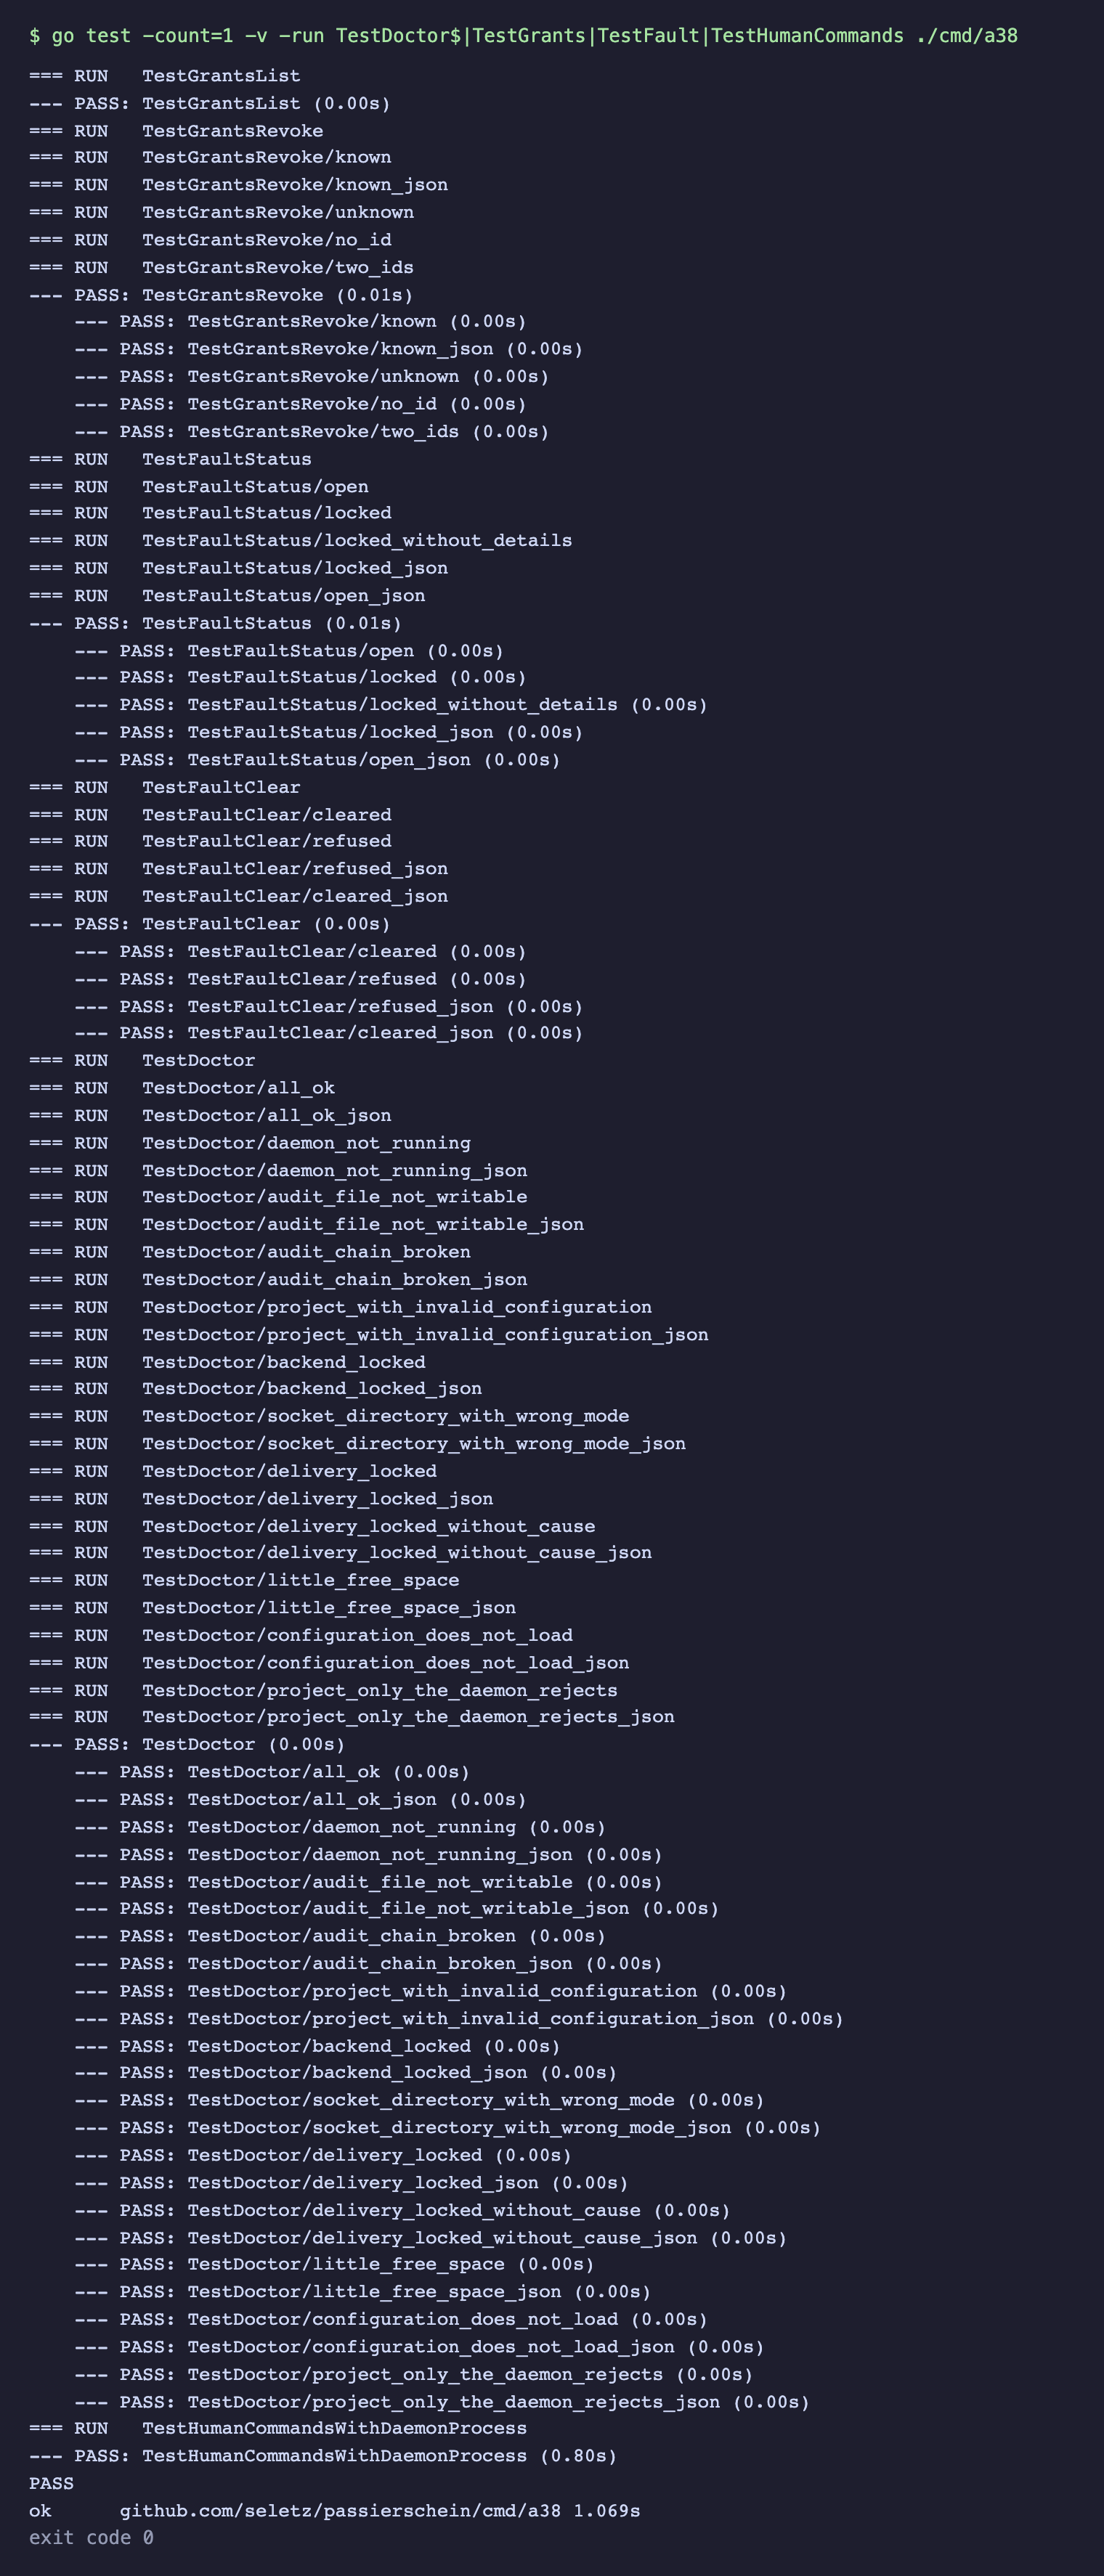 $ go test -count=1 -v -run TestDoctor$|TestGrants|TestFault|TestHumanCommands ./cmd/a38
=== RUN   TestGrantsList
--- PASS: TestGrantsList (0.00s)
=== RUN   TestGrantsRevoke
=== RUN   TestGrantsRevoke/known
=== RUN   TestGrantsRevoke/known_json
=== RUN   TestGrantsRevoke/unknown
=== RUN   TestGrantsRevoke/no_id
=== RUN   TestGrantsRevoke/two_ids
--- PASS: TestGrantsRevoke (0.01s)
    --- PASS: TestGrantsRevoke/known (0.00s)
    --- PASS: TestGrantsRevoke/known_json (0.00s)
    --- PASS: TestGrantsRevoke/unknown (0.00s)
    --- PASS: TestGrantsRevoke/no_id (0.00s)
    --- PASS: TestGrantsRevoke/two_ids (0.00s)
=== RUN   TestFaultStatus
=== RUN   TestFaultStatus/open
=== RUN   TestFaultStatus/locked
=== RUN   TestFaultStatus/locked_without_details
=== RUN   TestFaultStatus/locked_json
=== RUN   TestFaultStatus/open_json
--- PASS: TestFaultStatus (0.01s)
    --- PASS: TestFaultStatus/open (0.00s)
    --- PASS: TestFaultStatus/locked (0.00s)
    --- PASS: TestFaultStatus/locked_without_details (0.00s)
    --- PASS: TestFaultStatus/locked_json (0.00s)
    --- PASS: TestFaultStatus/open_json (0.00s)
=== RUN   TestFaultClear
=== RUN   TestFaultClear/cleared
=== RUN   TestFaultClear/refused
=== RUN   TestFaultClear/refused_json
=== RUN   TestFaultClear/cleared_json
--- PASS: TestFaultClear (0.00s)
    --- PASS: TestFaultClear/cleared (0.00s)
    --- PASS: TestFaultClear/refused (0.00s)
    --- PASS: TestFaultClear/refused_json (0.00s)
    --- PASS: TestFaultClear/cleared_json (0.00s)
=== RUN   TestDoctor
=== RUN   TestDoctor/all_ok
=== RUN   TestDoctor/all_ok_json
=== RUN   TestDoctor/daemon_not_running
=== RUN   TestDoctor/daemon_not_running_json
=== RUN   TestDoctor/audit_file_not_writable
=== RUN   TestDoctor/audit_file_not_writable_json
=== RUN   TestDoctor/audit_chain_broken
=== RUN   TestDoctor/audit_chain_broken_json
=== RUN   TestDoctor/project_with_invalid_configuration
=== RUN   TestDoctor/project_with_invalid_configuration_json
=== RUN   TestDoctor/backend_locked
=== RUN   TestDoctor/backend_locked_json
=== RUN   TestDoctor/socket_directory_with_wrong_mode
=== RUN   TestDoctor/socket_directory_with_wrong_mode_json
=== RUN   TestDoctor/delivery_locked
=== RUN   TestDoctor/delivery_locked_json
=== RUN   TestDoctor/delivery_locked_without_cause
=== RUN   TestDoctor/delivery_locked_without_cause_json
=== RUN   TestDoctor/little_free_space
=== RUN   TestDoctor/little_free_space_json
=== RUN   TestDoctor/configuration_does_not_load
=== RUN   TestDoctor/configuration_does_not_load_json
=== RUN   TestDoctor/project_only_the_daemon_rejects
=== RUN   TestDoctor/project_only_the_daemon_rejects_json
--- PASS: TestDoctor (0.00s)
    --- PASS: TestDoctor/all_ok (0.00s)
    --- PASS: TestDoctor/all_ok_json (0.00s)
    --- PASS: TestDoctor/daemon_not_running (0.00s)
    --- PASS: TestDoctor/daemon_not_running_json (0.00s)
    --- PASS: TestDoctor/audit_file_not_writable (0.00s)
    --- PASS: TestDoctor/audit_file_not_writable_json (0.00s)
    --- PASS: TestDoctor/audit_chain_broken (0.00s)
    --- PASS: TestDoctor/audit_chain_broken_json (0.00s)
    --- PASS: TestDoctor/project_with_invalid_configuration (0.00s)
    --- PASS: TestDoctor/project_with_invalid_configuration_json (0.00s)
    --- PASS: TestDoctor/backend_locked (0.00s)
    --- PASS: TestDoctor/backend_locked_json (0.00s)
    --- PASS: TestDoctor/socket_directory_with_wrong_mode (0.00s)
    --- PASS: TestDoctor/socket_directory_with_wrong_mode_json (0.00s)
    --- PASS: TestDoctor/delivery_locked (0.00s)
    --- PASS: TestDoctor/delivery_locked_json (0.00s)
    --- PASS: TestDoctor/delivery_locked_without_cause (0.00s)
    --- PASS: TestDoctor/delivery_locked_without_cause_json (0.00s)
    --- PASS: TestDoctor/little_free_space (0.00s)
    --- PASS: TestDoctor/little_free_space_json (0.00s)
    --- PASS: TestDoctor/configuration_does_not_load (0.00s)
    --- PASS: TestDoctor/configuration_does_not_load_json (0.00s)
    --- PASS: TestDoctor/project_only_the_daemon_rejects (0.00s)
    --- PASS: TestDoctor/project_only_the_daemon_rejects_json (0.00s)
=== RUN   TestHumanCommandsWithDaemonProcess
--- PASS: TestHumanCommandsWithDaemonProcess (0.80s)
PASS
ok      github.com/seletz/passierschein/cmd/a38 1.069s
exit code 0